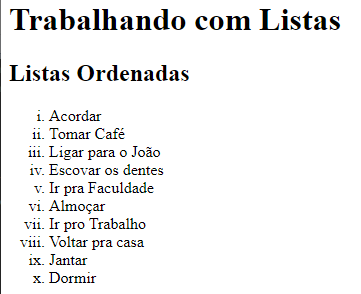 Trabalhando com Listas
Listas Ordenadas
i. Acordar
ii. Tomar Café
iii. Ligar para o João
iv. Escovar os dentes
v. Ir pra Faculdade
vi. Almoçar
vii. Ir pro Trabalho
viii. Voltar pra casa
ix. Jantar
x. Dormir